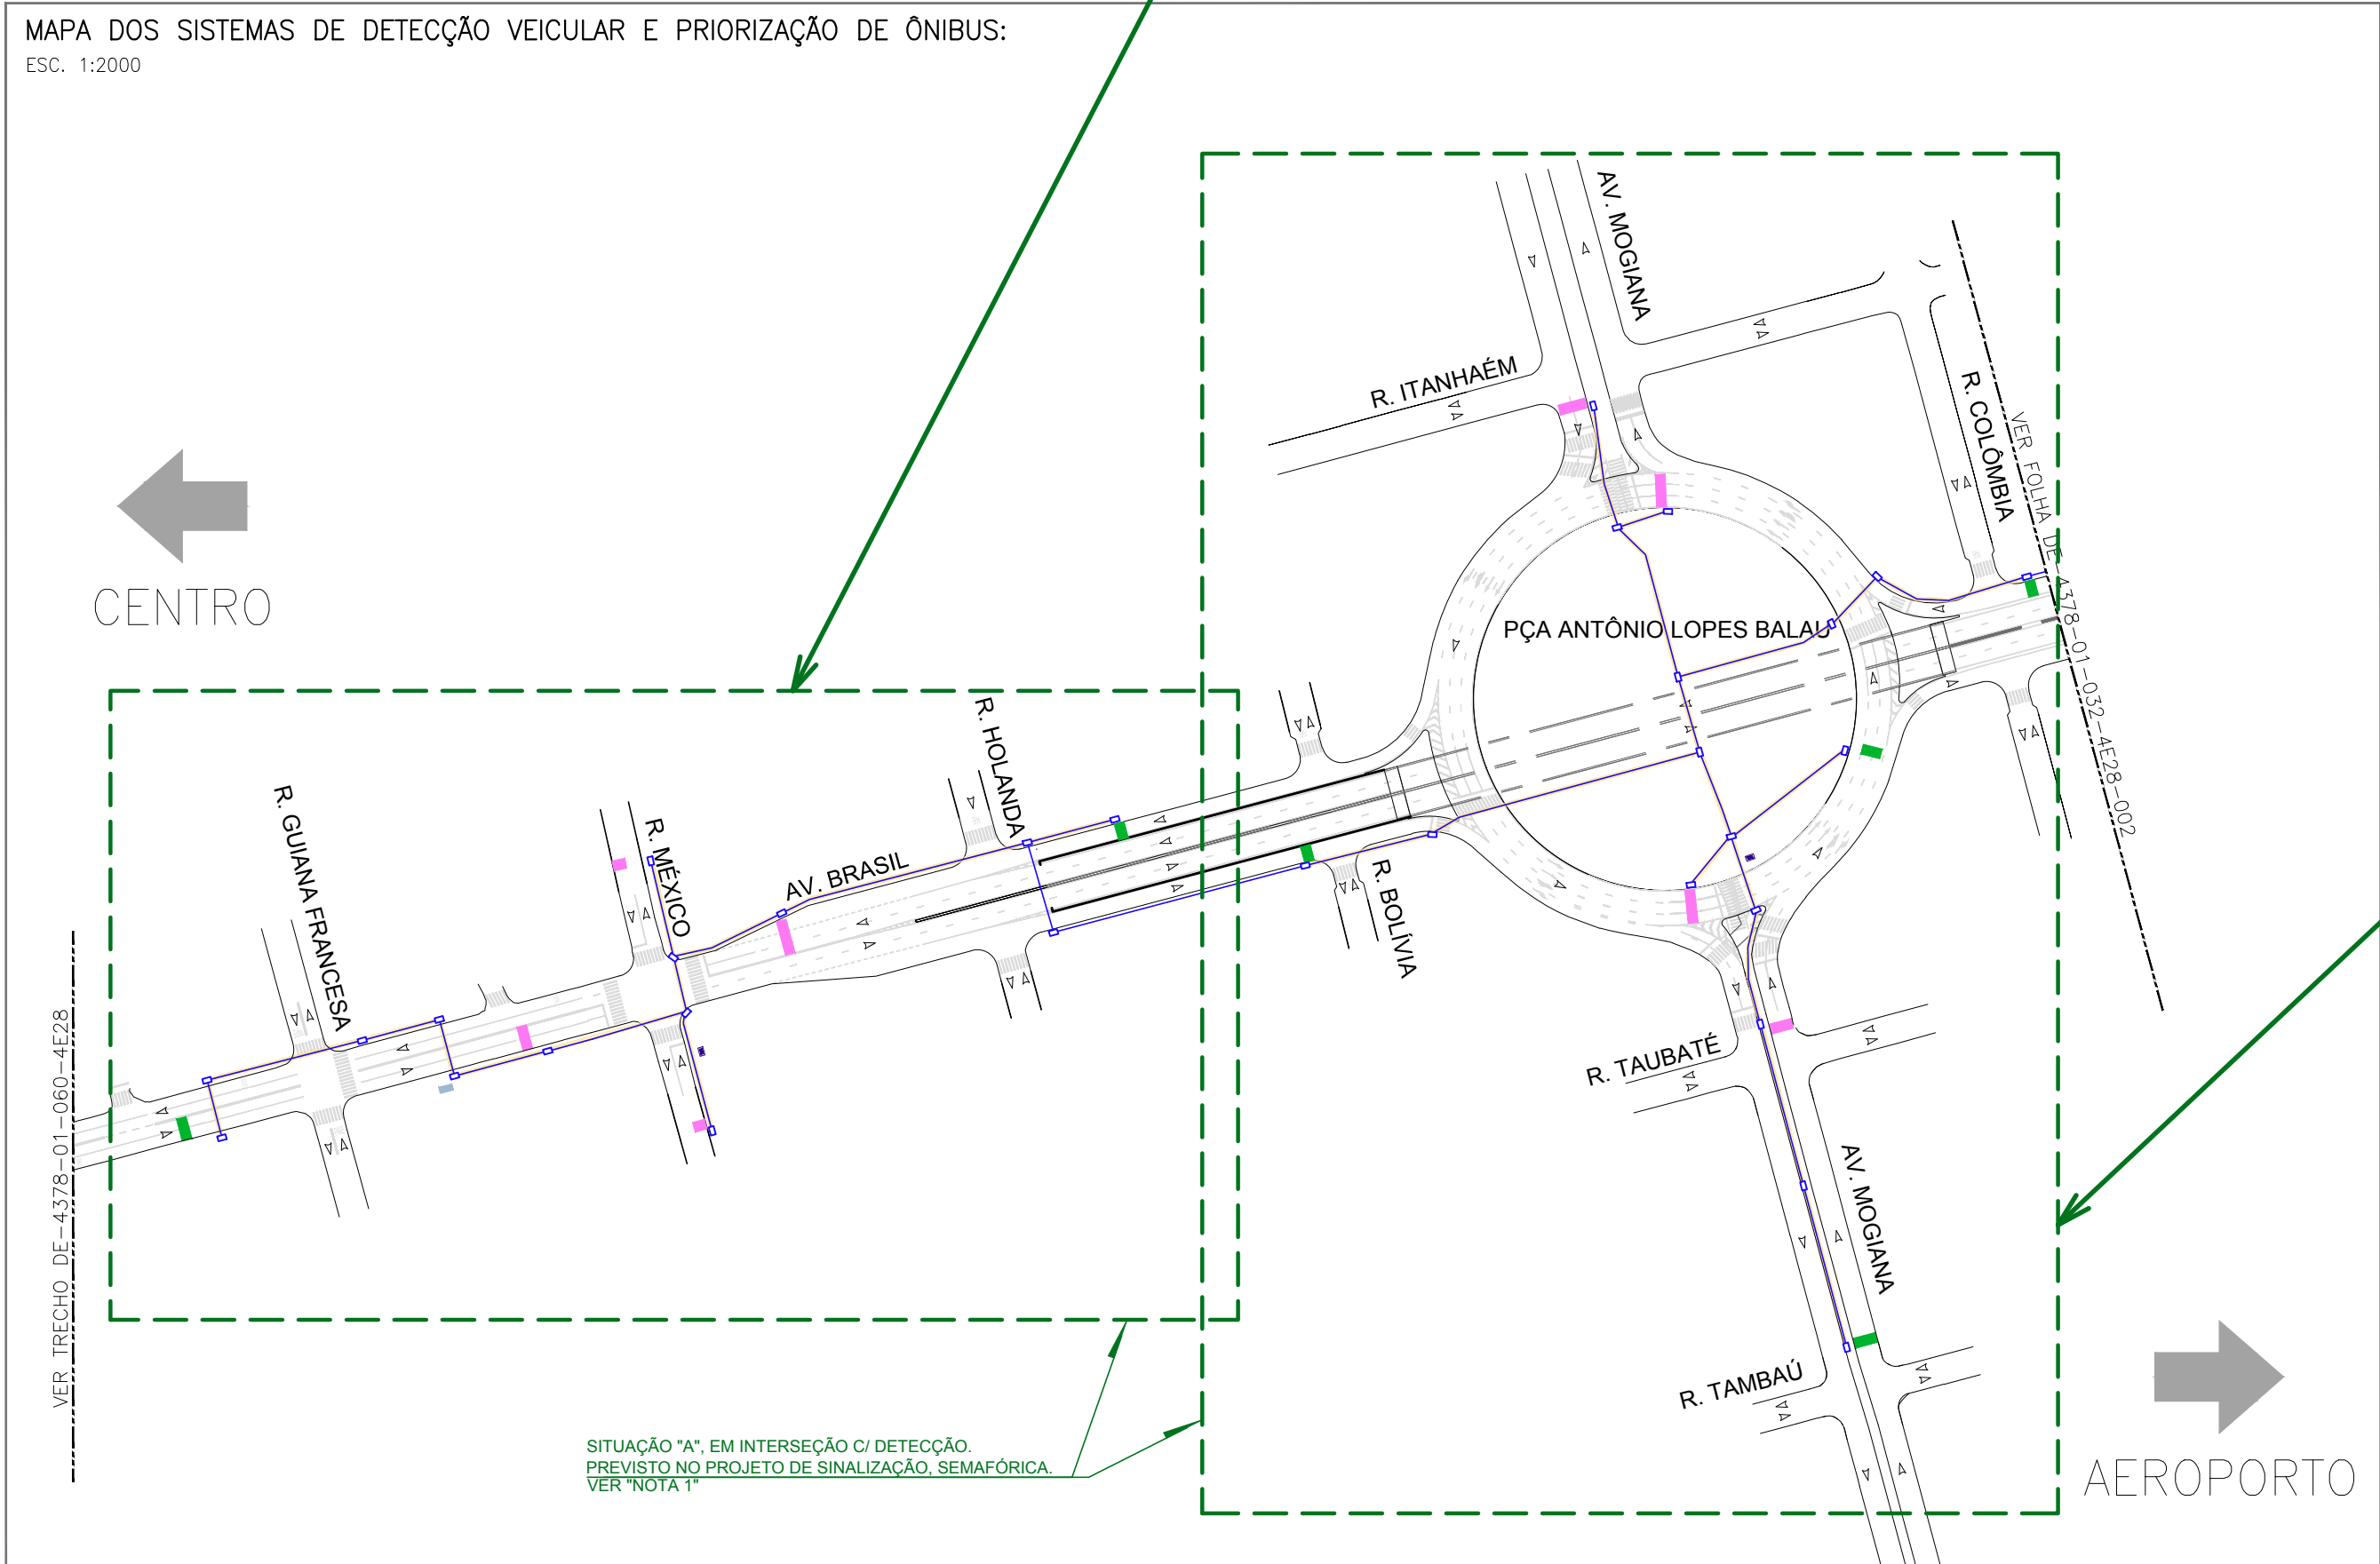 MAPA DOS SISTEMAS DE DETECÇÃO VEICULAR E PRIORIZAÇÃO DE ÔNIBUS:
ESC. 1:2000
AV. MOGIANA
R. ITANHAÉM
R. COLÔMBIA
VER FOLHA DE-4378-01-032-4E28-002
CENTRO
PÇA ANTÔNIO LOPES BALAU
R. HOLANDA
R. GUIANA FRANCESA
R. MÉXICO
AV. BRASIL
R. BOLÍVIA
VER TRECHO DE-4378-01-060-4E28
R. TAUBATÉ
AV. MOGIANA
R. TAMBAÚ
SITUAÇÃO "A", EM INTERSEÇÃO C/ DETECÇÃO.
PREVISTO NO PROJETO DE SINALIZAÇÃO, SEMAFÓRICA.
VER "NOTA 1"
AEROPORTO